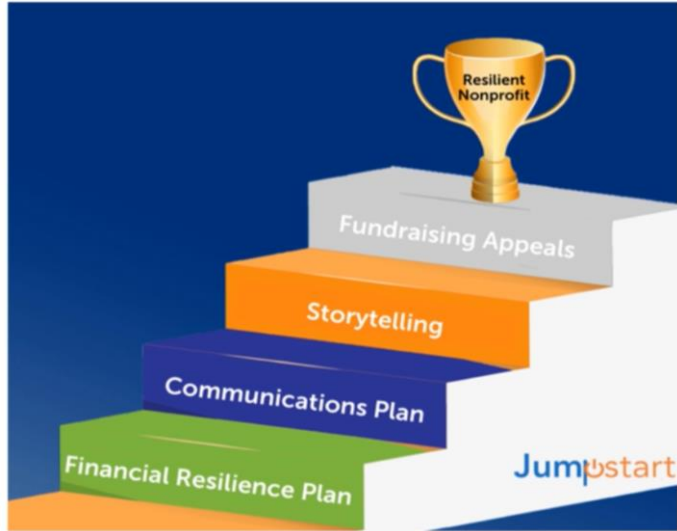 Resilient
Nonprofit
Fundraising Appeals
Storytelling
Communications Plan
Financial Resilience Plan
Jumpstart